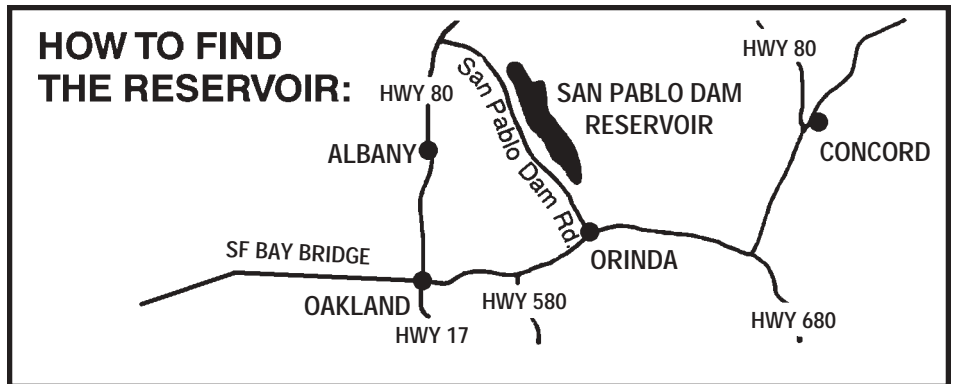 HOW TO FIND
THE RESERVOIR:
HWY 80
HWY 80
San Pablo Dam Rd.
SAN PABLO DAM
RESERVOIR
ALBANY
CONCORD
SF BAY BRIDGE
ORINDA
OAKLAND
HWY 580
HWY 17
HWY 680